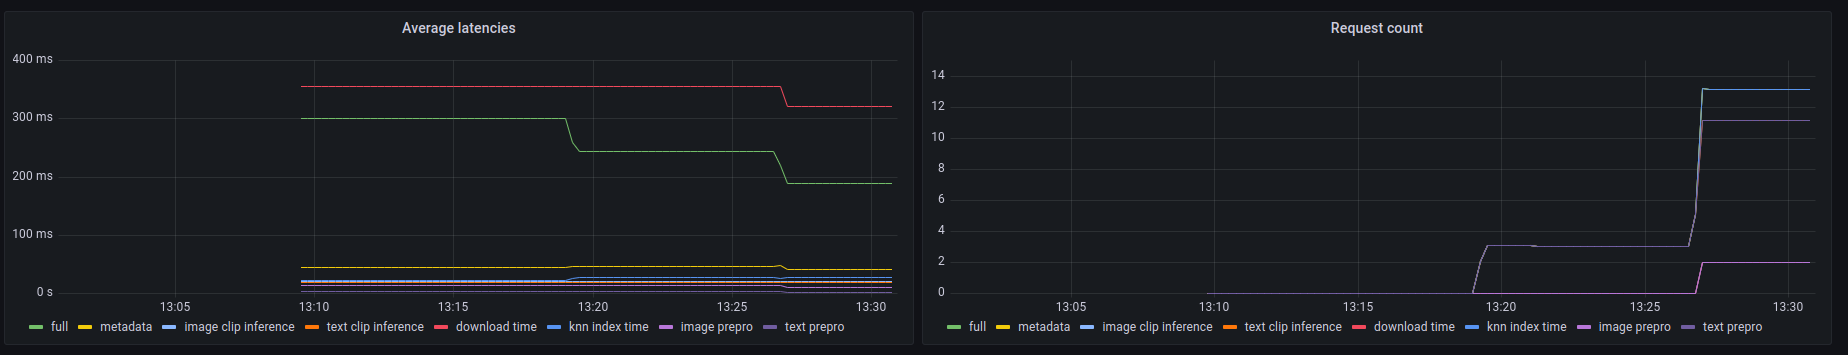 Average latencies
400 ms
300 ms
200 ms
100 ms
0 s
13:05 13:10 13:15 13:20 13:25 13:30
full metadata image clip inference text clip inference download time knn index time image prepro text prepro
Request count
14
12
10
8
6
4
2
0
13:05 13:10 13:15 13:20 13:25 13:30
full metadata image clip inference text clip inference download time knn index time image prepro text prepro